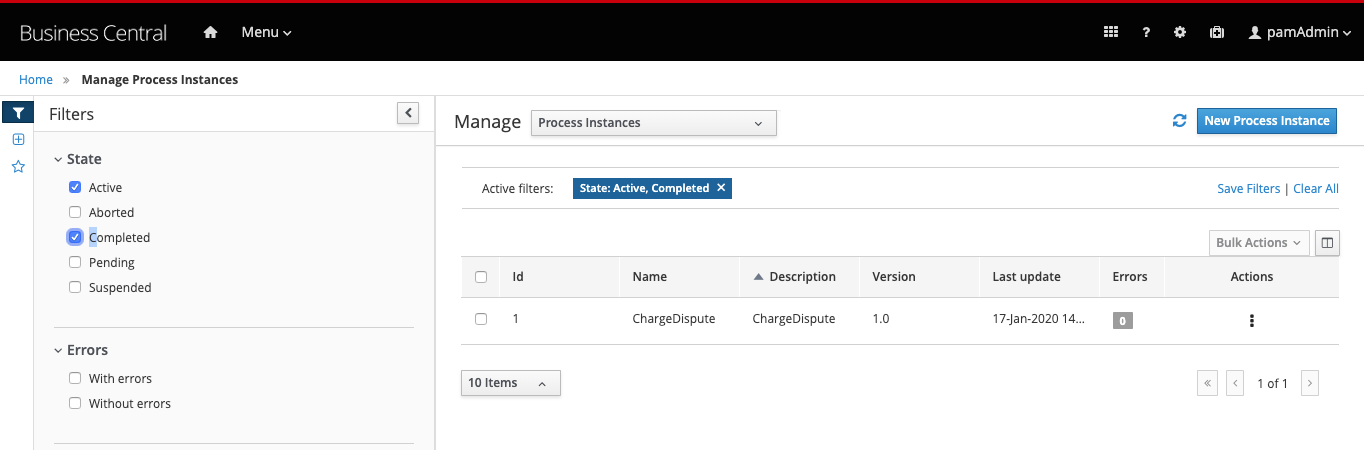 Business Central Menu ? pamAdmin
Home » Manage Process Instances
Filters
State
Active
Aborted
Completed
Pending
Suspended
Errors
With errors
Without errors
Manage Process Instances New Process Instance
Active filters: State: Active, Completed × Save Filters | Clear All
Bulk Actions
Id Name Description Version Last update Errors Actions
1 ChargeDispute ChargeDispute 1.0 17-Jan-2020 14... 0
10 Items « ‹ 1 of 1 ›